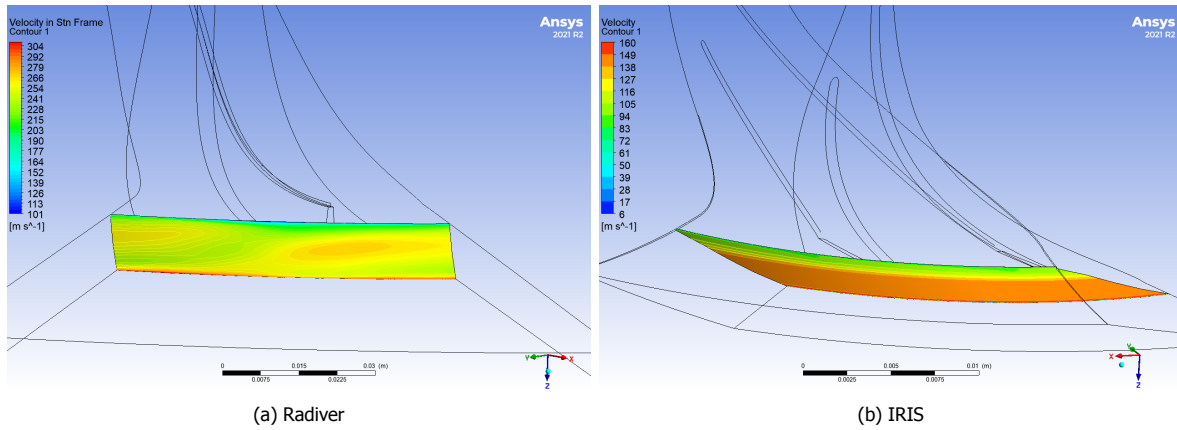 Velocity in Stn Frame
Contour 1
304
292
279
266
254
241
228
215
203
190
177
164
152
139
126
114
101
[m s^-1]
Ansys
2021 R2
0
0.015
0.03
(m)
0.0075
0.0225
Y
X
Z
(a) Radiver
Velocity
Contour 1
160
149
138
127
116
105
94
83
72
61
50
39
28
17
6
[m s^-1]
Ansys
2021 R2
0
0.005
0.01
(m)
0.0025
0.0075
Y
X
Z
(b) IRIS